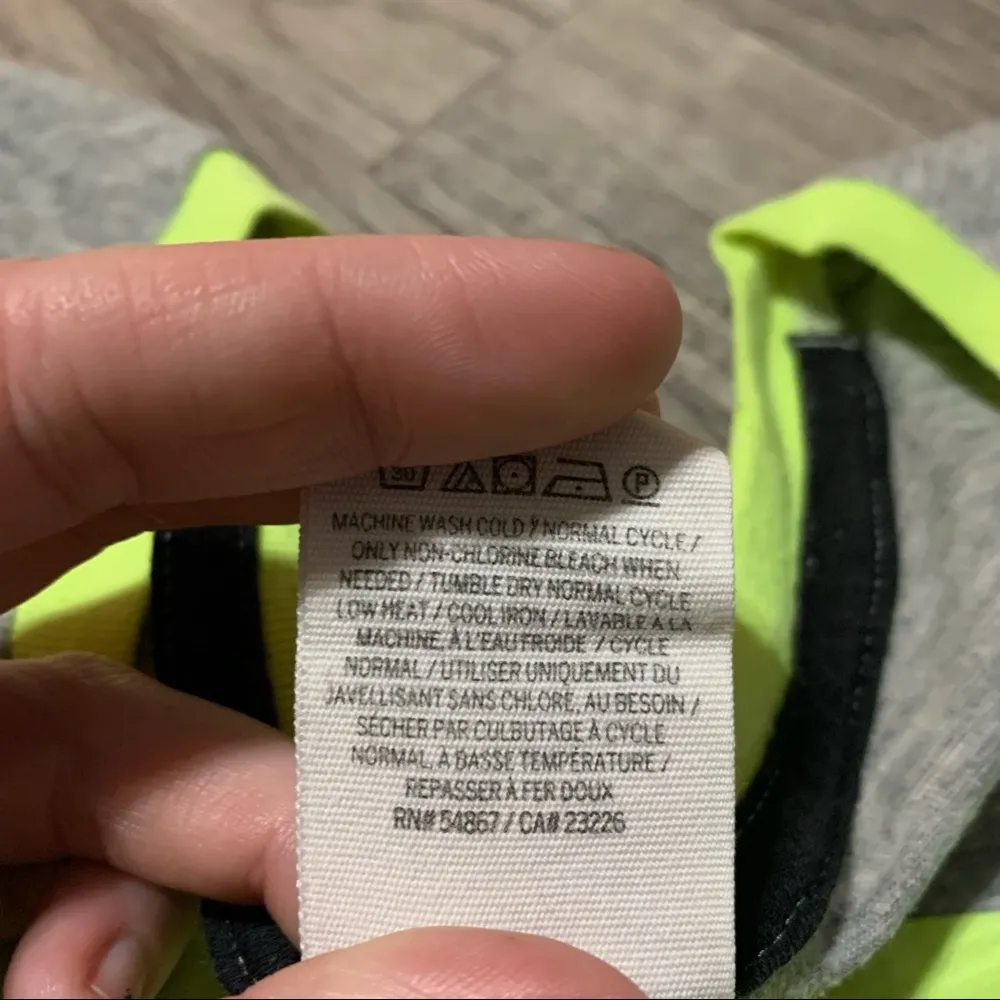 30 P
MACHINE WASH COLD / NORMAL CYCLE /
ONLY NON-CHLORINE BLEACH WHEN
NEEDED / TUMBLE DRY NORMAL CYCLE
LOW HEAT / COOL IRON / LAVABLE À LA
MACHINE, À L'EAU FROIDE / CYCLE
NORMAL / UTILISER UNIQUEMENT DU
JAVELLISANT SANS CHLORE, AU BESOIN /
SÉCHER PAR CULBUTAGE À CYCLE
NORMAL, À BASSE TEMPÉRATURE /
REPASSER À FER DOUX
RN# 54867 / CA# 23226